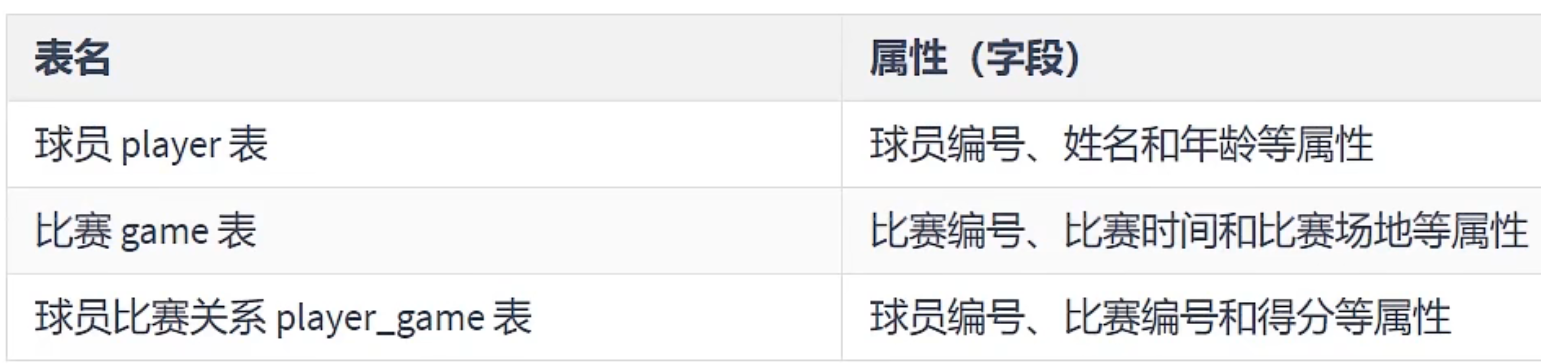 表名 属性（字段）
球员 player 表 球员编号、姓名和年龄等属性
比赛 game 表 比赛编号、比赛时间和比赛场地等属性
球员比赛关系 player_game 表 球员编号、比赛编号和得分等属性